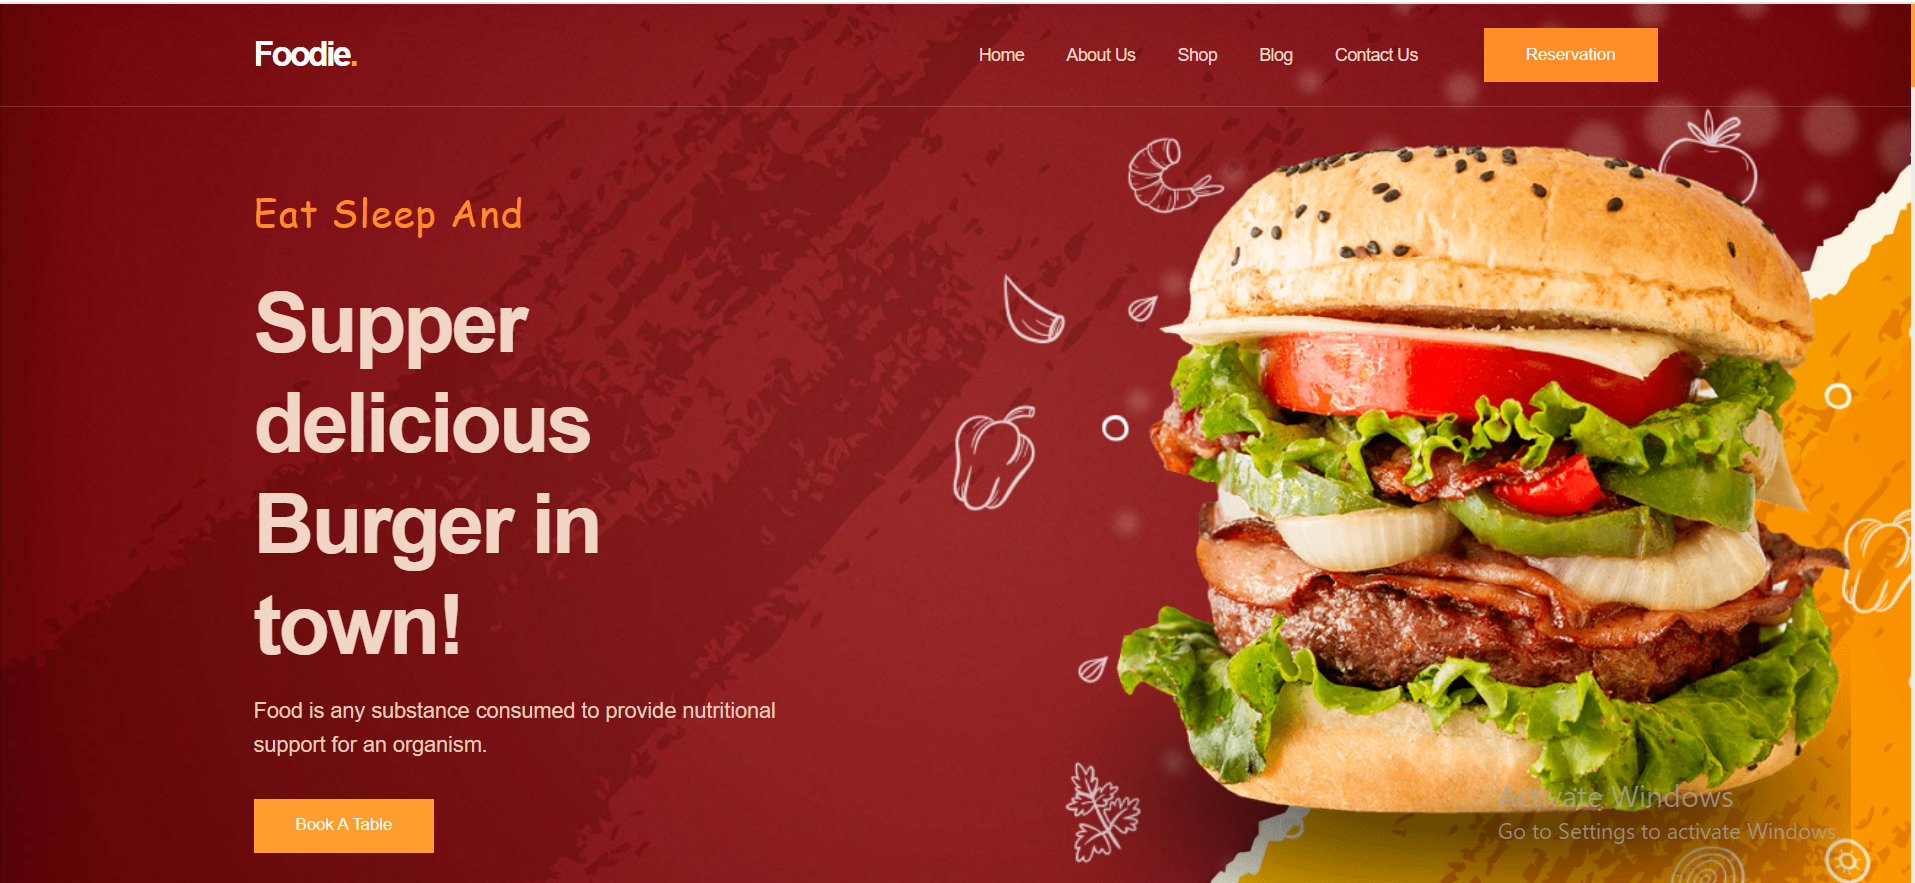 Foodie.
Home About Us Shop Blog Contact Us Reservation
Eat Sleep And
Supper
delicious
Burger in
town!
Food is any substance consumed to provide nutritional
support for an organism.
Book A Table
Activate Windows
Go to Settings to activate Windows.